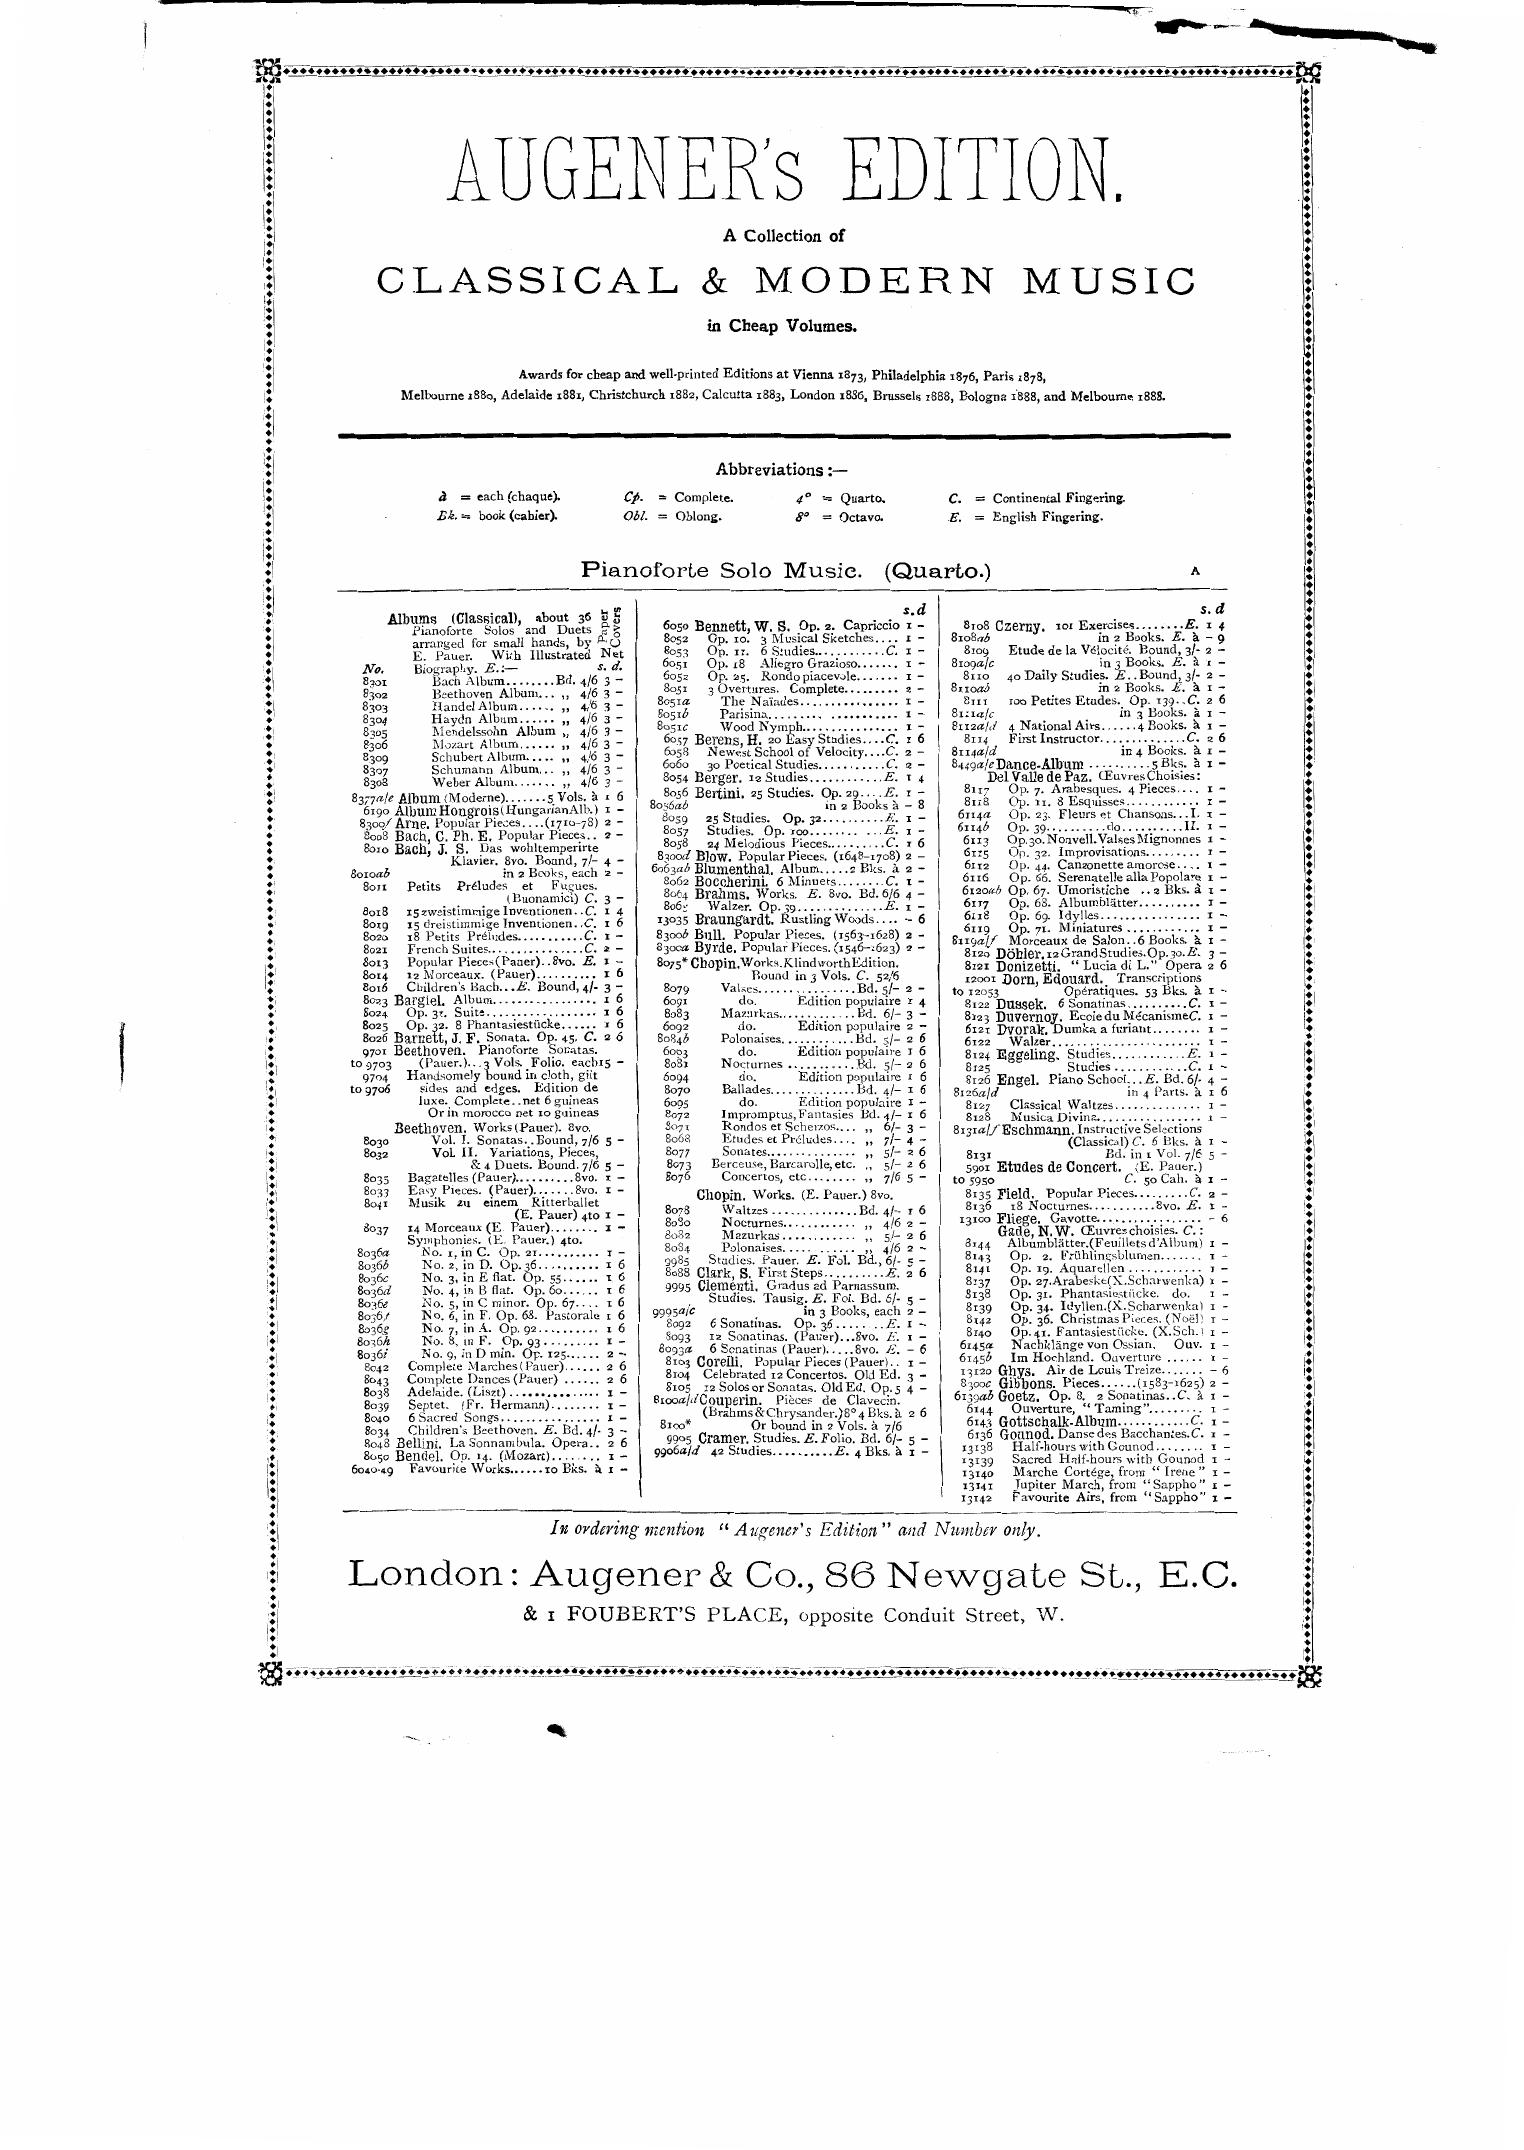 AUGENER's EDITION.
A Collection of
CLASSICAL & MODERN MUSIC
in Cheap Volumes.
Awards for cheap and well-printed Editions at Vienna 1873, Philadelphia 1876, Paris 1878,
Melbourne 1880, Adelaide 1881, Christchurch 1882, Calcutta 1883, London 1886, Brussels 1888, Bologna 1888, and Melbourne 1888.
Abbreviations :—
à = each (chaque). Cp. = Complete. 4° = Quarto. C. = Continental Fingering.
Bk. = book (cahier). Obl. = Oblong. 8° = Octavo. E. = English Fingering.
Pianoforte Solo Music. (Quarto.) A
Albums (Classical), about 36 Paper Covers
Pianoforte Solos and Duets
arranged for small hands, by
E. Pauer. With Illustrated Net
No. Biography. E.:— s. d.
8301 Bach Album........Bd. 4/6 3 –
8302 Beethoven Album... ,, 4/6 3 –
8303 Handel Album...... ,, 4/6 3 –
8304 Haydn Album...... ,, 4/6 3 –
8305 Mendelssohn Album ,, 4/6 3 –
8306 Mozart Album...... ,, 4/6 3 –
8309 Schubert Album..... ,, 4/6 3 –
8307 Schumann Album... ,, 4/6 3 –
8308 Weber Album....... ,, 4/6 3 –
8377a/e Album (Moderne).......5 Vols. à 1 6
6190 Album Hongrois (Hungarian Alb.) 1 –
8300f Arne. Popular Pieces....(1710-78) 2 –
8008 Bach, C. Ph. E. Popular Pieces.. 2 –
8010 Bach, J. S. Das wohltemperirte
Klavier. 8vo. Bound, 7/- 4 –
8010ab in 2 Books, each 2 –
8011 Petits Préludes et Fugues.
(Buonamici) C. 3 –
8018 15 zweistimmige Inventionen..C. 1 4
8019 15 dreistimmige Inventionen..C. 1 6
8020 18 Petits Préludes..........C. 1 –
8021 French Suites...............C. 2 –
8013 Popular Pieces (Pauer)..8vo. E. 1 –
8014 12 Morceaux. (Pauer).......... 1 6
8016 Children's Bach...E. Bound, 4/- 3 –
8023 Bargiel. Album................ 1 6
8024 Op. 31. Suite................. 1 6
8025 Op. 32. 8 Phantasiestücke...... 1 6
8026 Barnett, J. F. Sonata. Op. 45. C. 2 6
9701 Beethoven. Pianoforte Sonatas.
to 9703 (Pauer.)...3 Vols. Folio. each 15 –
9704 Handsomely bound in cloth, gilt
to 9706 sides and edges. Edition de
luxe. Complete..net 6 guineas
Or in morocco net 10 guineas
Beethoven. Works (Pauer). 8vo.
8030 Vol. I. Sonatas..Bound, 7/6 5 –
8032 Vol. II. Variations, Pieces,
& 4 Duets. Bound. 7/6 5 –
8035 Bagatelles (Pauer)..........8vo. 1 –
8033 Easy Pieces. (Pauer).......8vo. 1 –
8041 Musik zu einem Ritterballet
(E. Pauer) 4to 1 –
8037 14 Morceaux (E. Pauer)........ 1 –
Symphonies. (E. Pauer.) 4to.
8036a No. 1, in C. Op. 21.......... 1 –
8036b No. 2, in D. Op. 36.......... 1 6
8036c No. 3, in E flat. Op. 55...... 1 6
8036d No. 4, in B flat. Op. 60...... 1 6
8036e No. 5, in C minor. Op. 67.... 1 6
8036f No. 6, in F. Op. 68. Pastorale 1 6
8036g No. 7, in A. Op. 92.......... 1 6
8036h No. 8, in F. Op. 93......... 1 –
8036i No. 9, in D min. Op. 125...... 2 –
8042 Complete Marches (Pauer)...... 2 6
8043 Complete Dances (Pauer) ...... 2 6
8038 Adelaide. (Liszt) ............... 1 –
8039 Septet. (Fr. Hermann)........ 1 –
8040 6 Sacred Songs................ 1 –
8034 Children's Beethoven. E. Bd. 4/- 3 –
8048 Bellini. La Sonnambula. Opera.. 2 6
8050 Bendel. Op. 14. (Mozart)........ 1 –
6040-49 Favourite Works......10 Bks. à 1 –
s. d
6050 Bennett, W. S. Op. 2. Capriccio 1 –
8052 Op. 10. 3 Musical Sketches.... 1 –
8053 Op. 11. 6 Studies............C. 1 –
6051 Op. 18 Allegro Grazioso....... 1 –
6052 Op. 25. Rondo piacevole....... 1 –
8051 3 Overtures. Complete......... 2 –
8051a The Naïades................ 1 –
8051b Parisina..................... 1 –
8051c Wood Nymph............... 1 –
6057 Berens, H. 20 Easy Studies....C. 1 6
6058 Newest School of Velocity....C. 2 –
6060 30 Poetical Studies...........C. 2 –
8054 Berger. 12 Studies............E. 1 4
8056 Bertini. 25 Studies. Op. 29....E. 1 –
8056ab in 2 Books à – 8
8059 25 Studies. Op. 32..........E. 1 –
8057 Studies. Op. 100........ ...E. 1 –
8058 24 Melodious Pieces.........C. 1 6
8300d Blow. Popular Pieces. (1648–1708) 2 –
6063ab Blumenthal. Album.....2 Bks. à 2 –
8062 Boccherini. 6 Minuets........C. 1 –
8064 Brahms. Works. E. 8vo. Bd. 6/6 4 –
Walzer. Op. 39..............E. 1 –
13035 Braungardt. Rustling Woods.... – 6
8300b Bull. Popular Pieces. (1563–1628) 2 –
8300a Byrde. Popular Pieces. (1546–1623) 2 –
8075* Chopin. Works. Klindworth Edition.
Bound in 3 Vols. C. 52/6
8079 Valses................Bd. 5/- 2 –
6091 do. Edition populaire 1 4
8083 Mazurkas............Bd. 6/- 3 –
6092 do. Edition populaire 2 –
8084b Polonaises............Bd. 5/- 2 6
6093 do. Edition populaire 1 6
8081 Nocturnes ...........Bd. 5/- 2 6
6094 do. Edition populaire 1 6
8070 Ballades.............Bd. 4/- 1 6
6095 do. Edition populaire 1 –
8072 Impromptus, Fantasies Bd. 4/- 1 6
8071 Rondos et Scherzos.... ,, 6/- 3 –
8068 Etudes et Préludes.... ,, 7/- 4 –
8077 Sonates.............. ,, 5/- 2 6
8073 Berceuse, Barcarolle, etc. ,, 5/- 2 6
8076 Concertos, etc........ ,, 7/6 5 –
Chopin. Works. (E. Pauer.) 8vo.
8078 Waltzes ..............Bd. 4/- 1 6
8080 Nocturnes............ ,, 4/6 2 –
8082 Mazurkas............ ,, 5/- 2 6
8084 Polonaises........... ,, 4/6 2 –
9985 Studies. Pauer. E. Fol. Bd., 6/- 5 –
8088 Clark, S. First Steps..........E. 2 6
9995 Clementi. Gradus ad Parnassum.
Studies. Tausig. E. Fol. Bd. 6/- 5 –
9995a/c in 3 Books, each 2 –
8092 6 Sonatinas. Op. 36..... ..E. 1 –
8093 12 Sonatinas. (Pauer)...8vo. E. 1 –
8093a 6 Sonatinas (Pauer).....8vo. E. – 6
8103 Corelli. Popular Pieces (Pauer).. 1 –
8104 Celebrated 12 Concertos. Old Ed. 3 –
8105 12 Solos or Sonatas. Old Ed. Op. 5 4 –
8100a/d Couperin. Pièces de Clavecin.
(Brahms & Chrysander.) 8° 4 Bks. à 2 6
8100* Or bound in 2 Vols. à 7/6
9905 Cramer. Studies. E. Folio. Bd. 6/- 5 –
9906a/d 42 Studies..........E. 4 Bks. à 1 –
s. d
8108 Czerny. 101 Exercises........E. 1 4
8108ab in 2 Books. E. à – 9
8109 Etude de la Vélocité. Bound, 3/- 2 –
8109a/c in 3 Books. E. à 1 –
8110 40 Daily Studies. E..Bound, 3/- 2 –
8110ab in 2 Books. E. à 1 –
8111 100 Petites Etudes. Op. 139..C. 2 6
8111a/c in 3 Books. à 1 –
8112a/d 4 National Airs......4 Books. à 1 –
8114 First Instructor..............C. 2 6
8114a/d in 4 Books. à 1 –
8449a/e Dance-Album ..........5 Bks. à 1 –
Del Valle de Paz. Œuvres Choisies:
8117 Op. 7. Arabesques. 4 Pieces.... 1 –
8118 Op. 11. 8 Esquisses............ 1 –
6114a Op. 23. Fleurs et Chansons...I. 1 –
6114b Op. 39..........do..........II. 1 –
6113 Op. 30. Nonvell. Valses Mignonnes 1 –
6115 Op. 32. Improvisations......... 1 –
6112 Op. 44. Canzonette amorose.... 1 –
6116 Op. 66. Serenatelle alla Popolare 1 –
6120ab Op. 67. Umoristiche ..2 Bks. à 1 –
6117 Op. 68. Albumblätter.......... 1 –
6118 Op. 69. Idylles............... 1 –
6119 Op. 71. Miniatures ............ 1 –
8119a/f Morceaux de Salon..6 Books. à 1 –
8120 Döhler. 12 Grand Studies. Op. 30. E. 3 –
8121 Donizetti. "Lucia di L." Opera 2 6
12001 Dorn, Edouard. Transcriptions
to 12053 Opératiques. 53 Bks. à 1 –
8122 Dussek. 6 Sonatinas..........C. 1 –
8123 Duvernoy. Ecole du Mécanisme C. 1 –
6121 Dvorak. Dumka a furiant........ 1 –
6122 Walzer........................ 1 –
8124 Eggeling. Studies............E. 1 –
8125 Studies ...........C. 1 –
8126 Engel. Piano School...E. Bd. 6/- 4 –
8126a/d in 4 Parts. à 1 6
8127 Classical Waltzes.............. 1 –
8128 Musica Divina................. 1 –
8131a/f Eschmann. Instructive Selections
(Classical) C. 6 Bks. à 1 –
8131 Bd. in 1 Vol. 7/6 5 –
5901 Etudes de Concert. (E. Pauer.)
to 5950 C. 50 Cah. à 1 –
8135 Field. Popular Pieces.........C. 2 –
8136 18 Nocturnes...........8vo. E. 1 –
13100 Fliege. Gavotte................. – 6
Gade, N. W. Œuvres choisies. C. :
8144 Albumblätter. (Feuillets d'Album) 1 –
8143 Op. 2. Frühlingsblumen....... 1 –
8141 Op. 19. Aquarellen ............ 1 –
8137 Op. 27. Arabeske (X. Scharwenka) 1 –
8138 Op. 31. Phantasiestücke. do. 1 –
8139 Op. 34. Idyllen. (X. Scharwenka) 1 –
8142 Op. 36. Christmas Pieces. (Noël) 1 –
8140 Op. 41. Fantasiestücke. (X. Sch.) 1 –
6145a Nachklänge von Ossian. Ouv. 1 –
6145b Im Hochland. Ouverture ...... 1 –
13120 Ghys. Air de Louis Treize....... – 6
8300c Gibbons. Pieces......(1583–1625) 2 –
6139ab Goetz. Op. 8. 2 Sonatinas..C. à 1 –
6144 Ouverture, "Taming"......... 1 –
6143 Gottschalk-Album............C. 1 –
6136 Gounod. Danse des Bacchantes. C. 1 –
13138 Half-hours with Gounod........ 1 –
13139 Sacred Half-hours with Gounod 1 –
13140 Marche Cortége, from "Irene" 1 –
13141 Jupiter March, from "Sappho" 1 –
13142 Favourite Airs, from "Sappho" 1 –
In ordering mention "Augener's Edition" and Number only.
London: Augener & Co., 86 Newgate St., E.C.
& 1 FOUBERT'S PLACE, opposite Conduit Street, W.